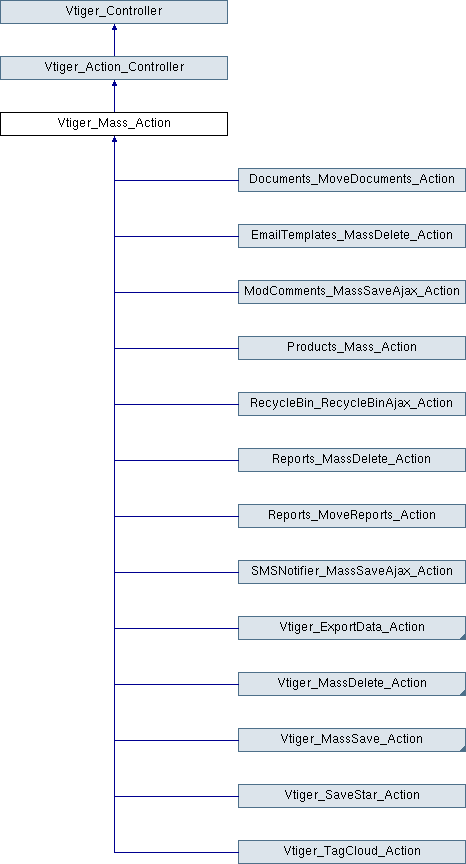 Vtiger_Controller
Vtiger_Action_Controller
Vtiger_Mass_Action
Documents_MoveDocuments_Action
EmailTemplates_MassDelete_Action
ModComments_MassSaveAjax_Action
Products_Mass_Action
RecycleBin_RecycleBinAjax_Action
Reports_MassDelete_Action
Reports_MoveReports_Action
SMSNotifier_MassSaveAjax_Action
Vtiger_ExportData_Action
Vtiger_MassDelete_Action
Vtiger_MassSave_Action
Vtiger_SaveStar_Action
Vtiger_TagCloud_Action